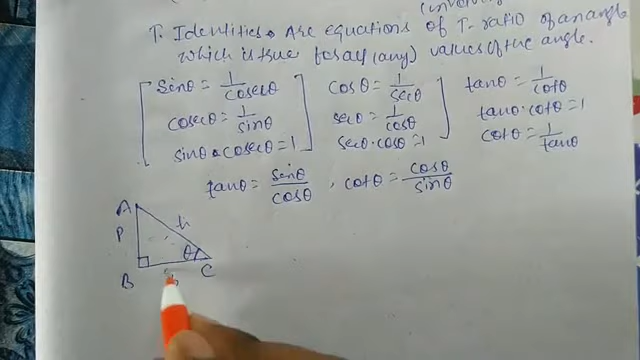 (involv
T. Identities • Are equations of T-ratio of an angle
which is true for all (any) values of the angle.
sinθ = 1/cosecθ cosθ = 1/secθ tanθ = 1/cotθ
cosecθ = 1/sinθ secθ = 1/cosθ tanθ·cotθ = 1
sinθ × cosecθ = 1 secθ·cosθ = 1 cotθ = 1/tanθ
tanθ = sinθ/cosθ , cotθ = cosθ/sinθ
A
P h
θ
B b C